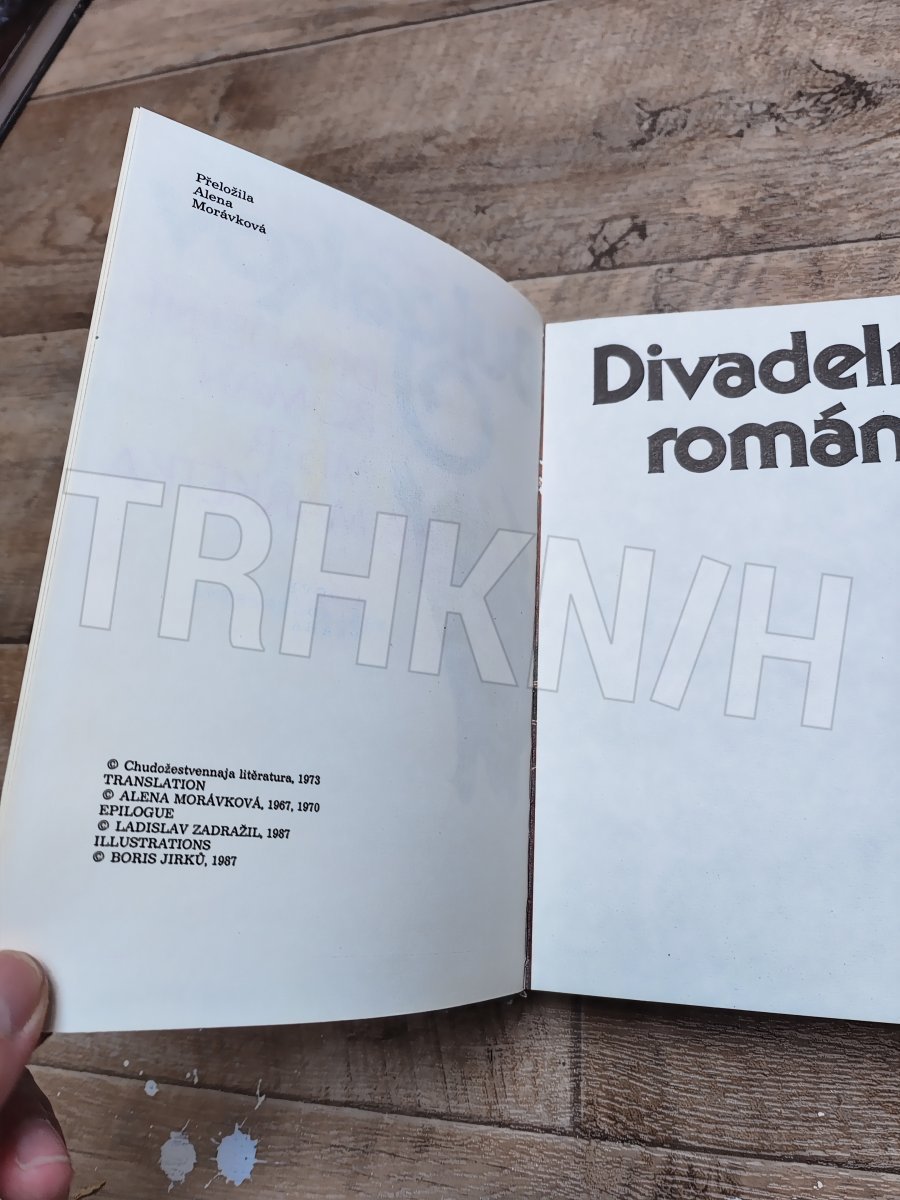 Přeložila
Alena
Morávková
© Chudožestvennaja litěratura, 1973
TRANSLATION
© ALENA MORÁVKOVÁ, 1967, 1970
EPILOGUE
© LADISLAV ZADRAŽIL, 1987
ILLUSTRATIONS
© BORIS JIRKŮ, 1987
Divadeln
román
TRHKN/H